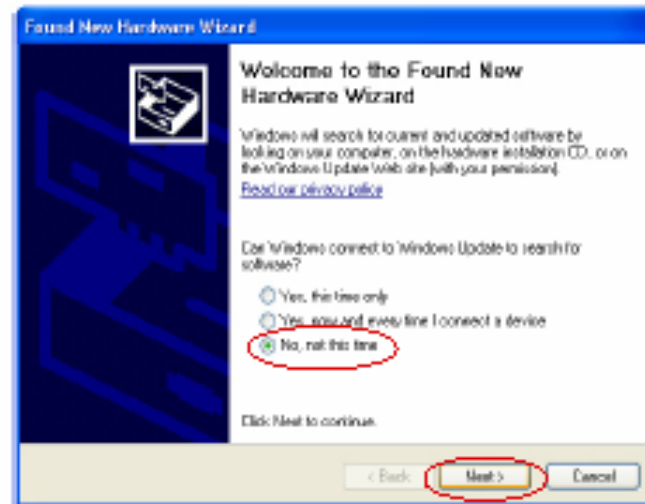 Found New Hardware Wizard
Welcome to the Found New
Hardware Wizard
Windows will search for current and updated software by
looking on your computer, on the hardware installation CD, or on
the Windows Update Web site (with your permission).
Read our privacy policy
Can Windows connect to Windows Update to search for
software?
Yes, this time only
Yes, now and every time I connect a device
No, not this time
Click Next to continue.
< Back
Next >
Cancel